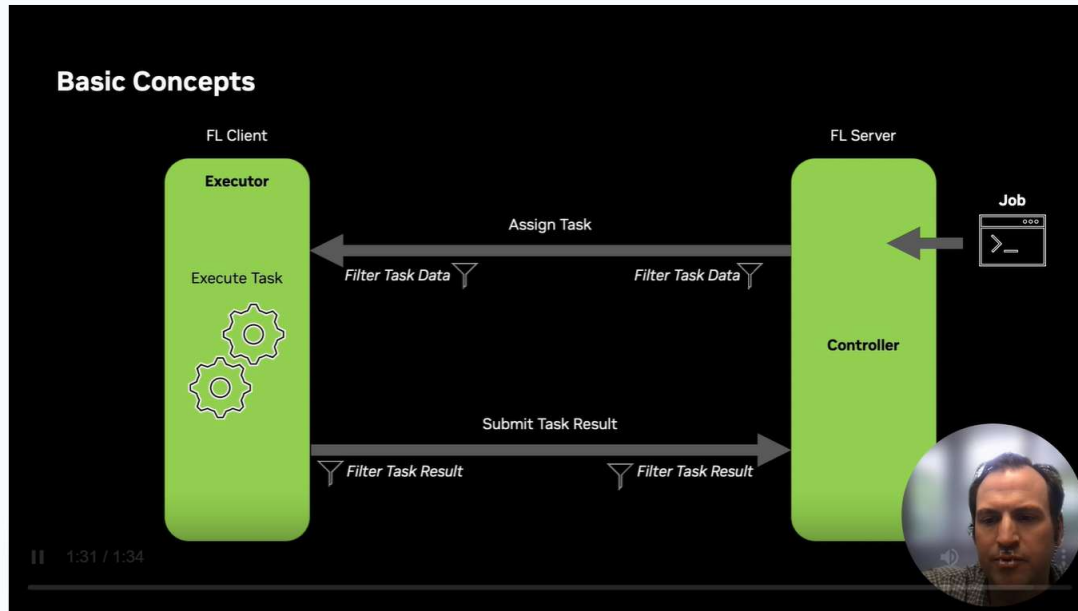 Basic Concepts
FL Client
FL Server
Executor
Job
Assign Task
>_
Filter Task Data
Filter Task Data
Execute Task
Controller
Submit Task Result
Filter Task Result
Filter Task Result
1:31 / 1:34